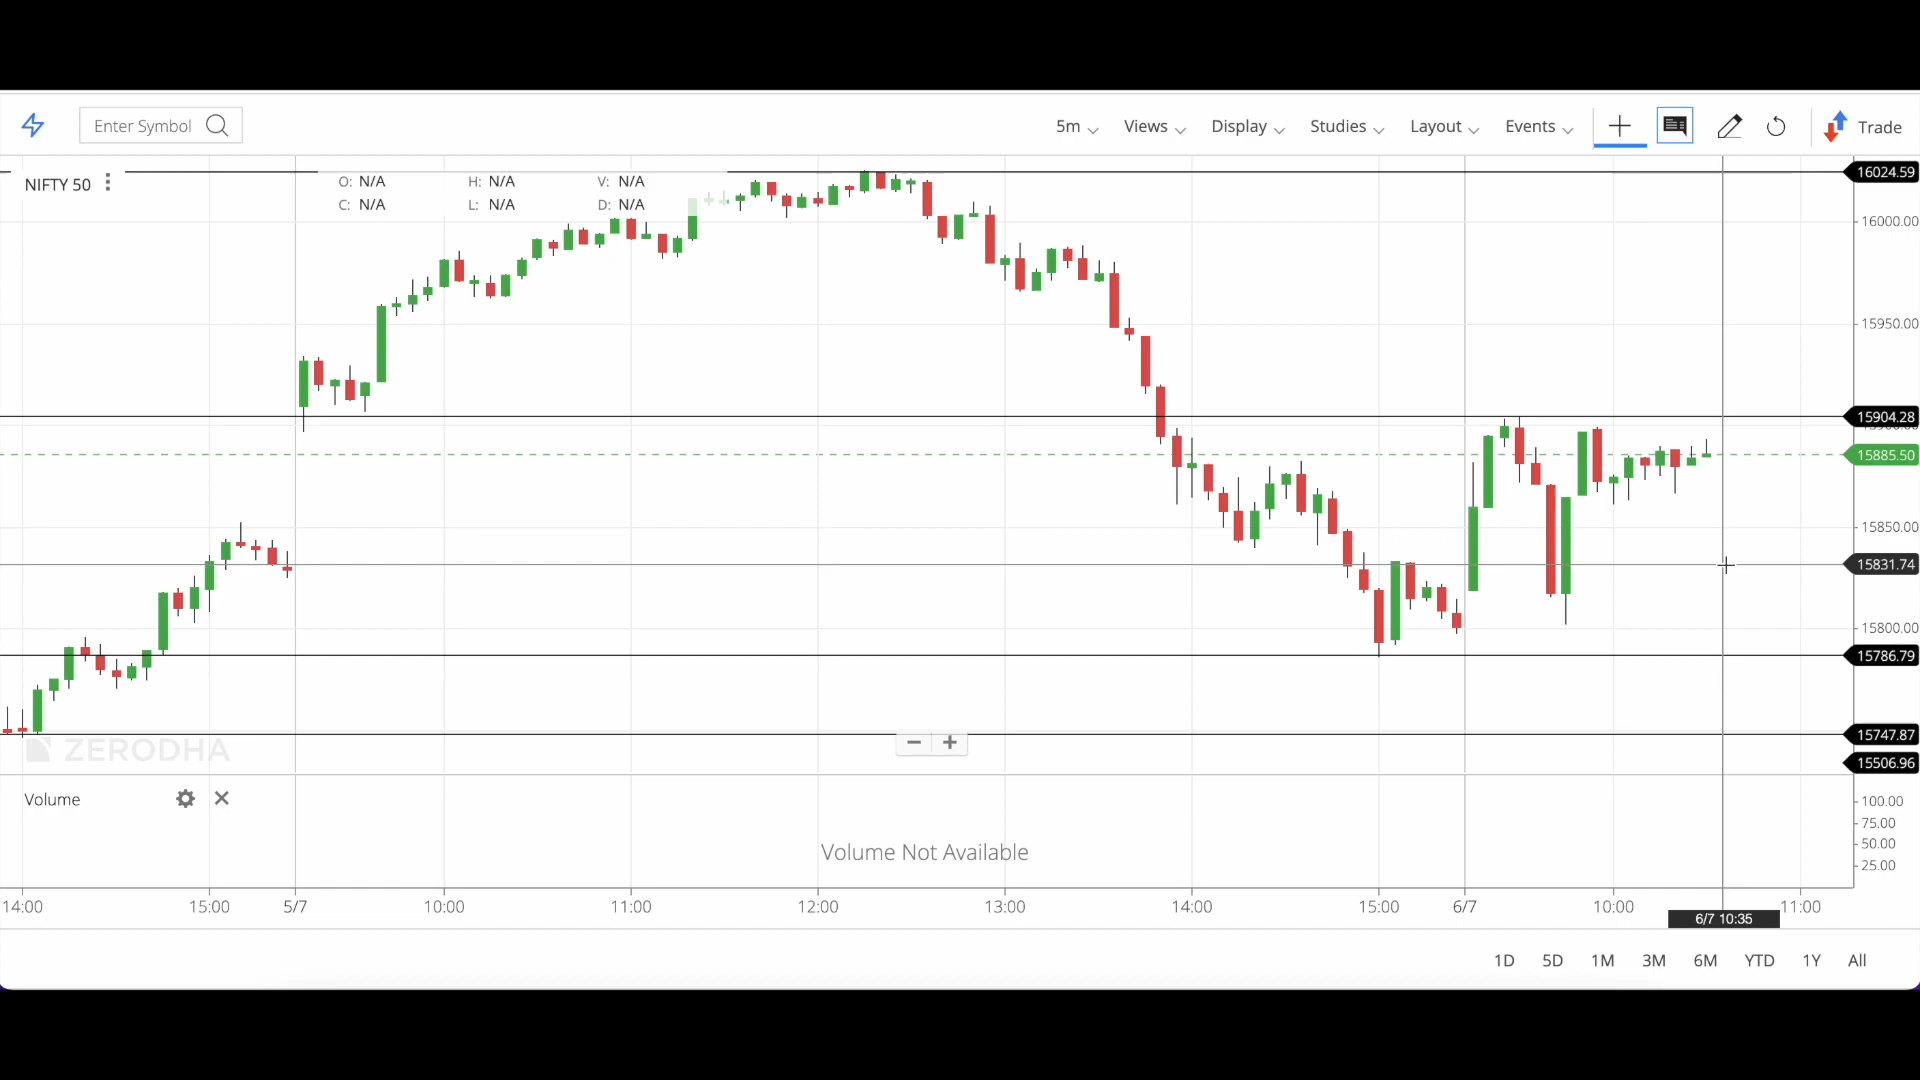 Enter Symbol 5m Views Display Studies Layout Events Trade
NIFTY 50
O: N/A H: N/A V: N/A
C: N/A L: N/A D: N/A
16024.59
16000.00
15950.00
15904.28
15885.50
15850.00
15831.74
15800.00
15786.79
15747.87
15506.96
ZERODHA
Volume
100.00
75.00
50.00
25.00
Volume Not Available
14:00 15:00 5/7 10:00 11:00 12:00 13:00 14:00 15:00 6/7 10:00 11:00
6/7 10:35
1D 5D 1M 3M 6M YTD 1Y All